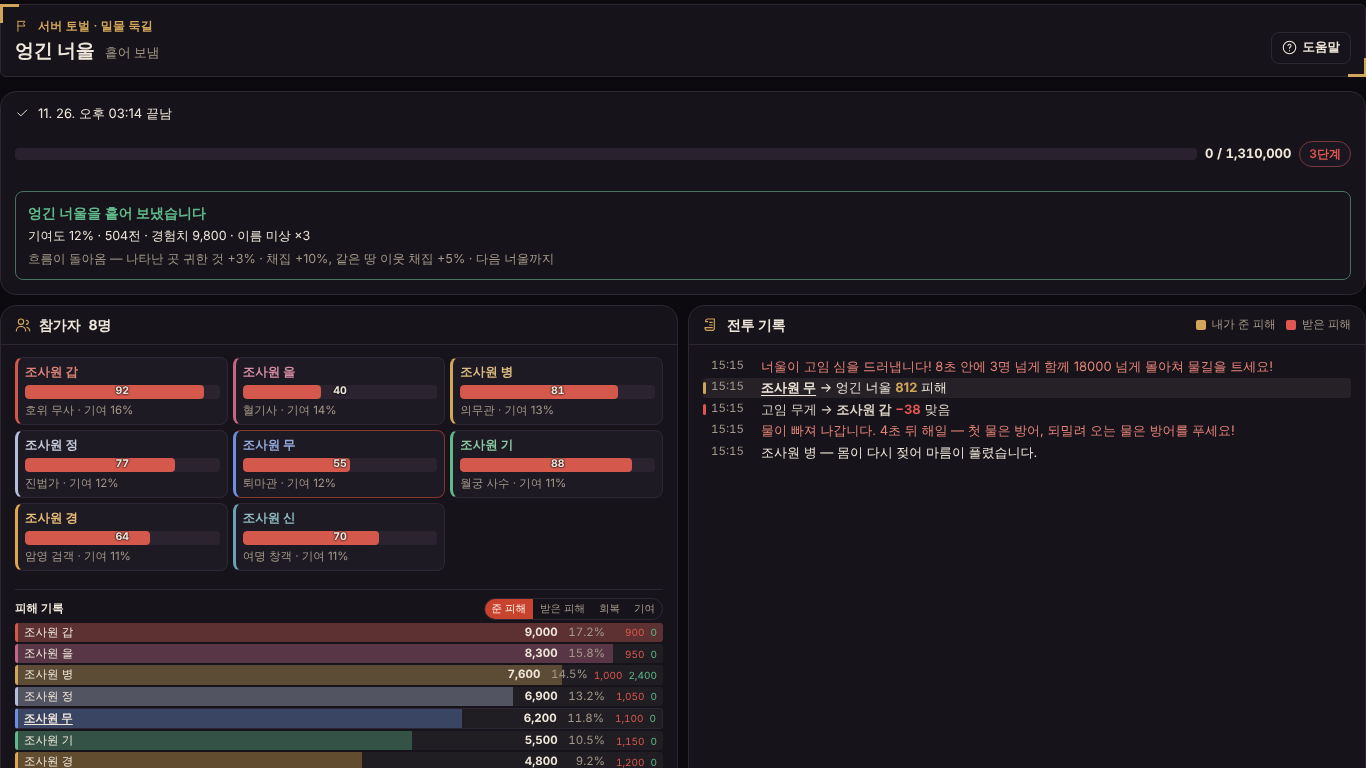 서버 토벌 · 밀물 둑길
엉긴 너울 흩어 보냄
도움말
11. 26. 오후 03:14 끝남
0 / 1,310,000 3단계
엉긴 너울을 흩어 보냈습니다
기여도 12% · 504전 · 경험치 9,800 · 이름 미상 ×3
흐름이 돌아옴 — 나타난 곳 귀한 것 +3% · 채집 +10%, 같은 땅 이웃 채집 +5% · 다음 너울까지
참가자 8명
조사원 갑
92
호위 무사 · 기여 16%
조사원 을
40
혈기사 · 기여 14%
조사원 병
81
의무관 · 기여 13%
조사원 정
77
진법가 · 기여 12%
조사원 무
55
퇴마관 · 기여 12%
조사원 기
88
월궁 사수 · 기여 11%
조사원 경
64
암영 검객 · 기여 11%
조사원 신
70
여명 창객 · 기여 11%
피해 기록
준 피해 받은 피해 회복 기여
조사원 갑 9,000 17.2% 900 0
조사원 을 8,300 15.8% 950 0
조사원 병 7,600 14.5% 1,000 2,400
조사원 정 6,900 13.2% 1,050 0
조사원 무 6,200 11.8% 1,100 0
조사원 기 5,500 10.5% 1,150 0
조사원 경 4,800 9.2% 1,200 0
전투 기록
내가 준 피해 받은 피해
15:15 너울이 고임 심을 드러냅니다! 8초 안에 3명 넘게 함께 18000 넘게 몰아쳐 물길을 트세요!
15:15 조사원 무 → 엉긴 너울 812 피해
15:15 고임 무게 → 조사원 갑 −38 맞음
15:15 물이 빠져 나갑니다. 4초 뒤 해일 — 첫 물은 방어, 되밀려 오는 물은 방어를 푸세요!
15:15 조사원 병 — 몸이 다시 젖어 마름이 풀렸습니다.